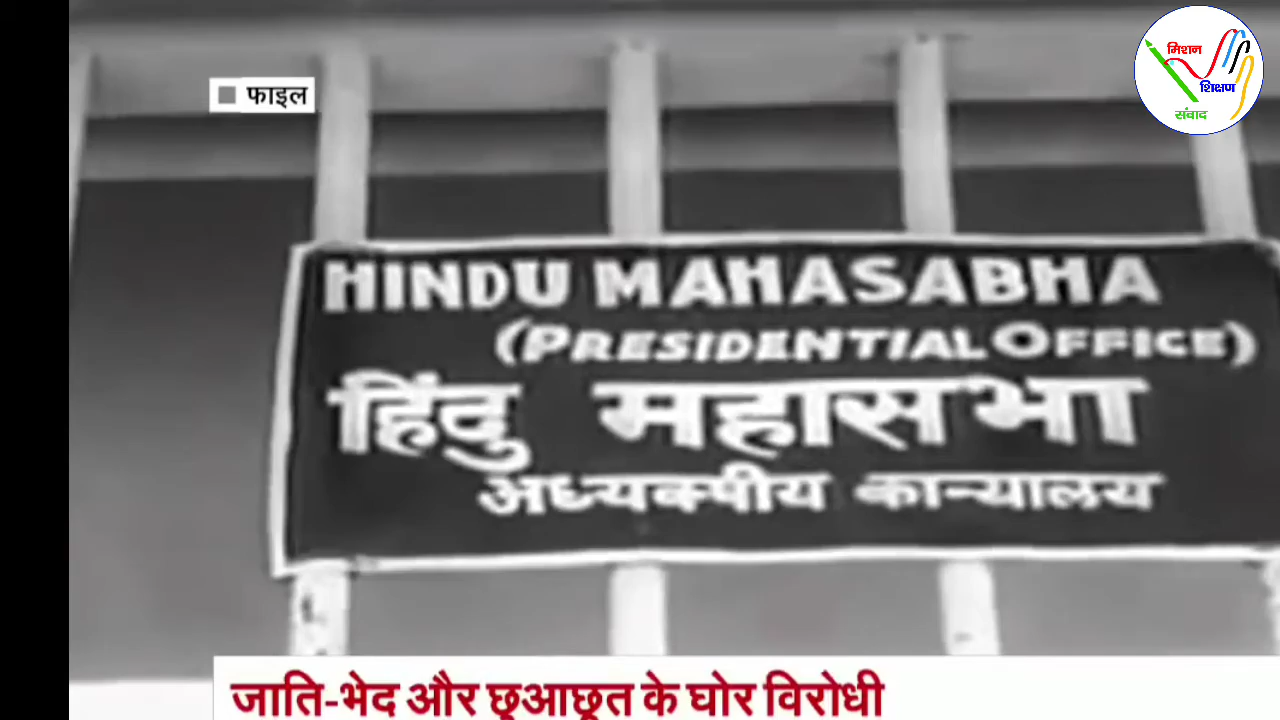 मिशन
शिक्षण
संवाद
फाइल
HINDU MAHASABHA
(PRESIDENTIAL OFFICE)
हिंदु महासभा
अध्यक्षीय कान्यालय
जाति-भेद और छूआछूत के घोर विरोधी